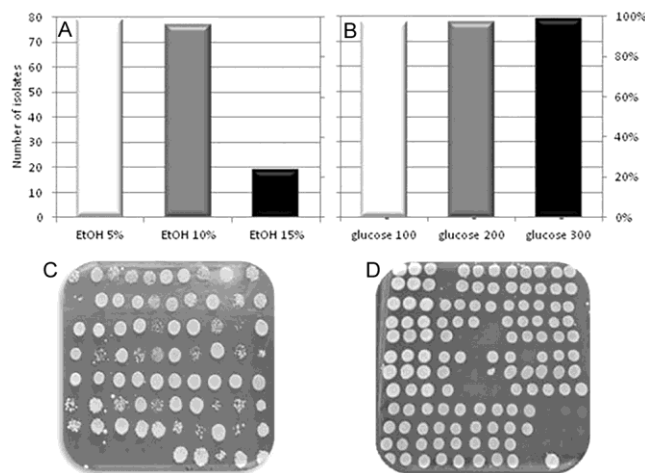 A
B
Number of isolates
80
70
60
50
40
30
20
10
0
100%
80%
60%
40%
20%
0%
EtOH 5% EtOH 10% EtOH 15%
glucose 100 glucose 200 glucose 300
C
D